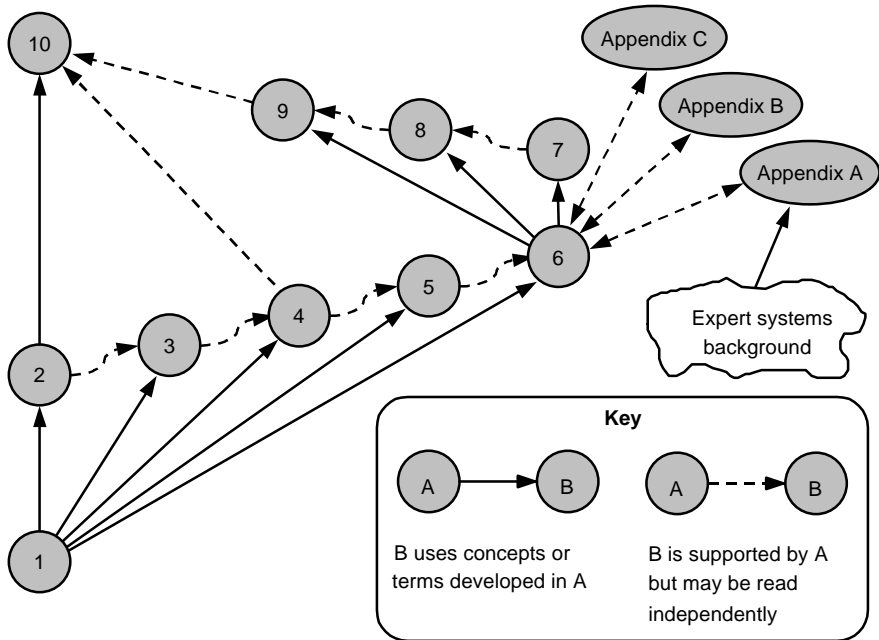 10
Appendix C
9
Appendix B
8
7
Appendix A
6
5
4
Expert systems
background
3
2
Key
A
B
A
B
1
B uses concepts or
terms developed in A
B is supported by A
but may be read
independently